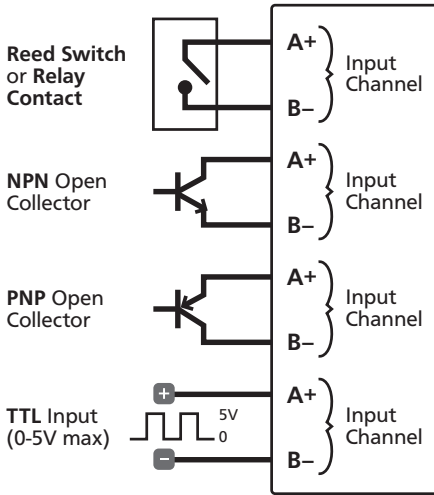 Reed Switch
or Relay
Contact
A+
B–
Input
Channel
NPN Open
Collector
A+
B–
Input
Channel
PNP Open
Collector
A+
B–
Input
Channel
TTL Input
(0-5V max)
+
5V
0
–
A+
B–
Input
Channel